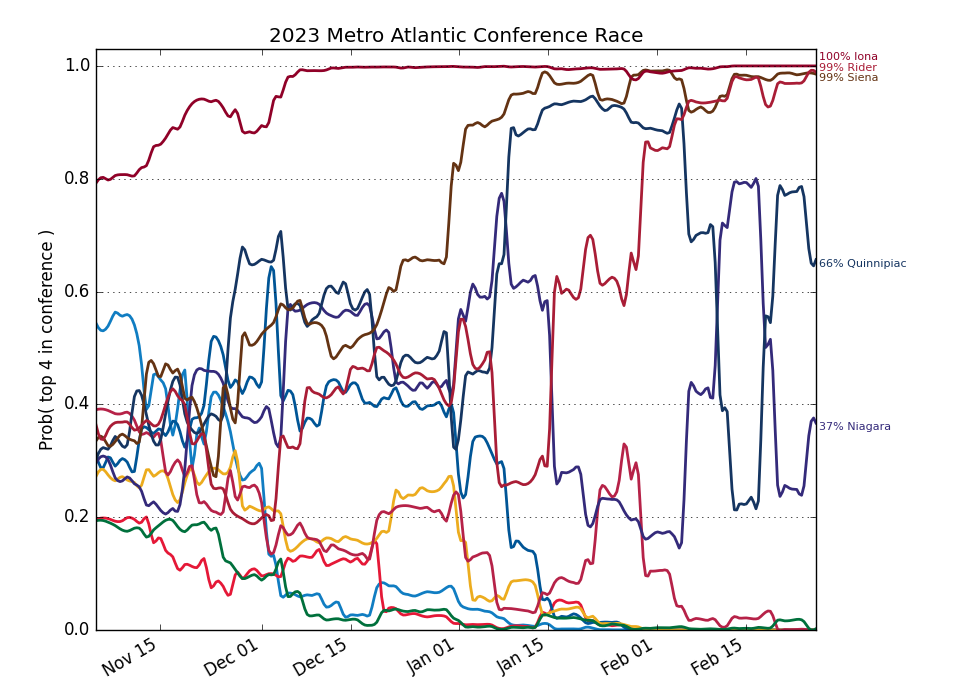 2023 Metro Atlantic Conference Race
100% Iona
99% Rider
99% Siena
66% Quinnipiac
37% Niagara
Prob( top 4 in conference )
1.0
0.8
0.6
0.4
0.2
0.0
Nov 15
Dec 01
Dec 15
Jan 01
Jan 15
Feb 01
Feb 15